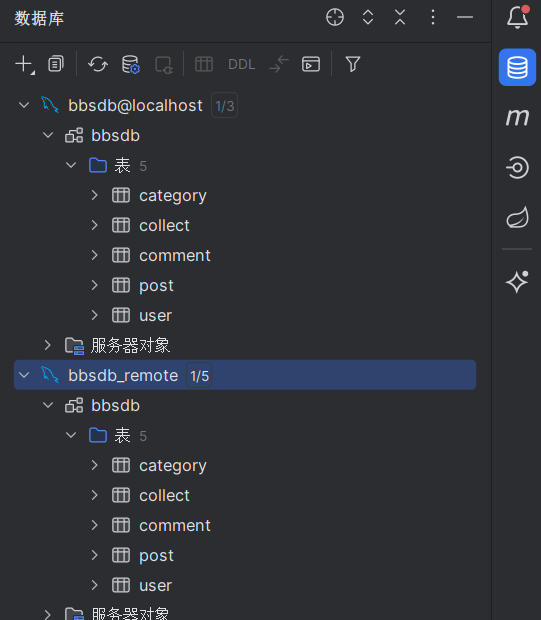 数据库
DDL
bbsdb@localhost 1/3
bbsdb
表 5
category
collect
comment
post
user
服务器对象
bbsdb_remote 1/5
bbsdb
表 5
category
collect
comment
post
user
服务器对象
m